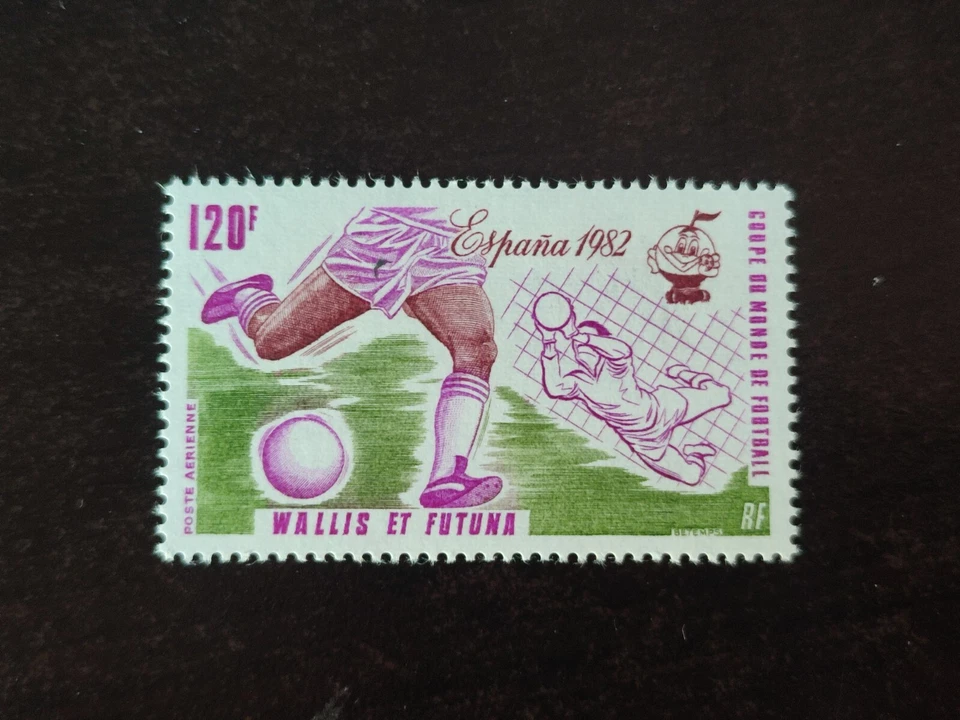 120F
España 1982
COUPE DU MONDE DE FOOTBALL
POSTE AERIENNE
WALLIS ET FUTUNA
RF